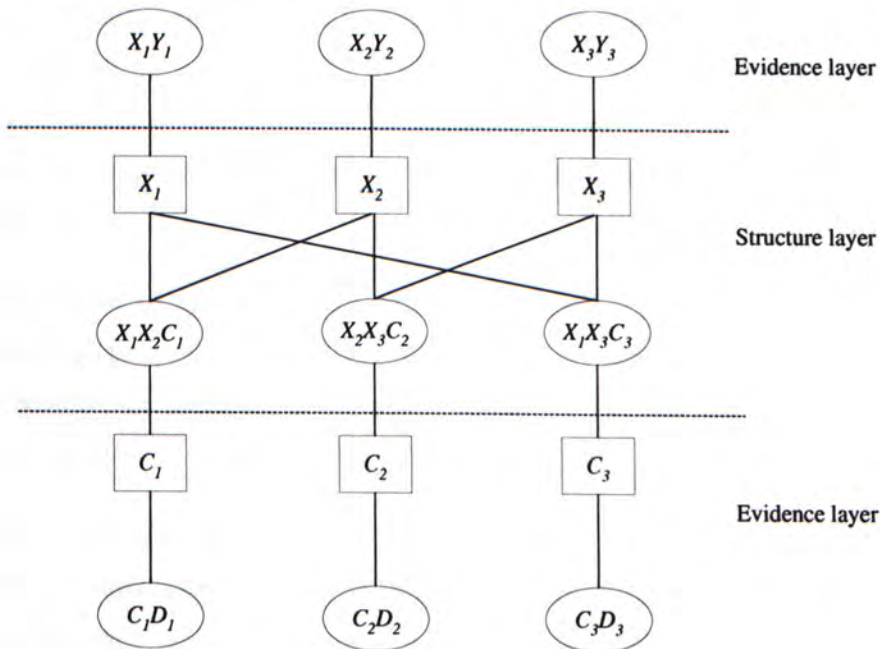 X₁Y₁ X₂Y₂ X₃Y₃
Evidence layer
X₁ X₂ X₃
Structure layer
X₁X₂C₁ X₂X₃C₂ X₁X₃C₃
C₁ C₂ C₃
Evidence layer
C₁D₁ C₂D₂ C₃D₃